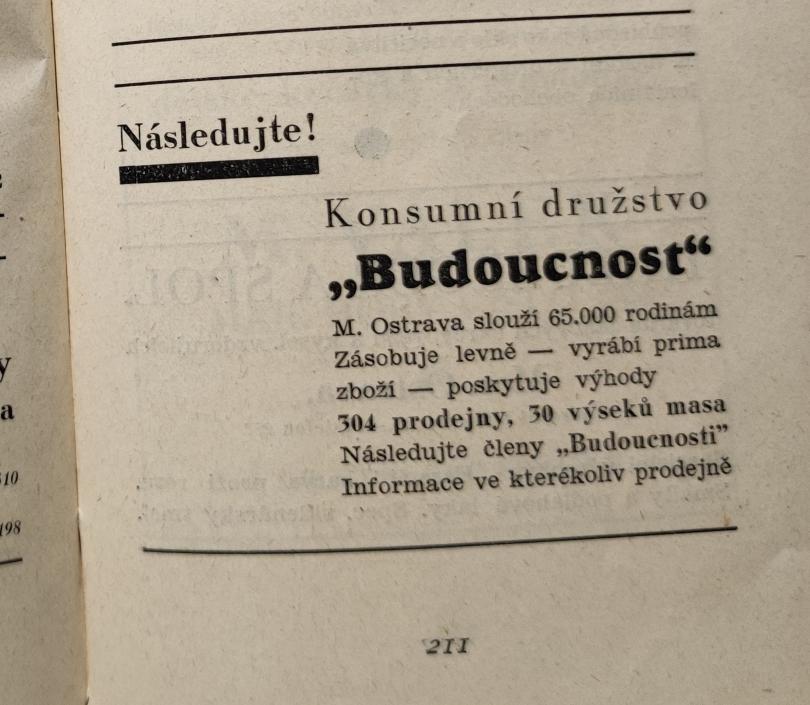 Následujte!
Konsumní družstvo
„Budoucnost“
M. Ostrava slouží 65.000 rodinám
Zásobuje levně — vyrábí prima
zboží — poskytuje výhody
304 prodejny, 30 výseků masa
Následujte členy „Budoucnosti”
Informace ve kterékoliv prodejně
211
y
a
498